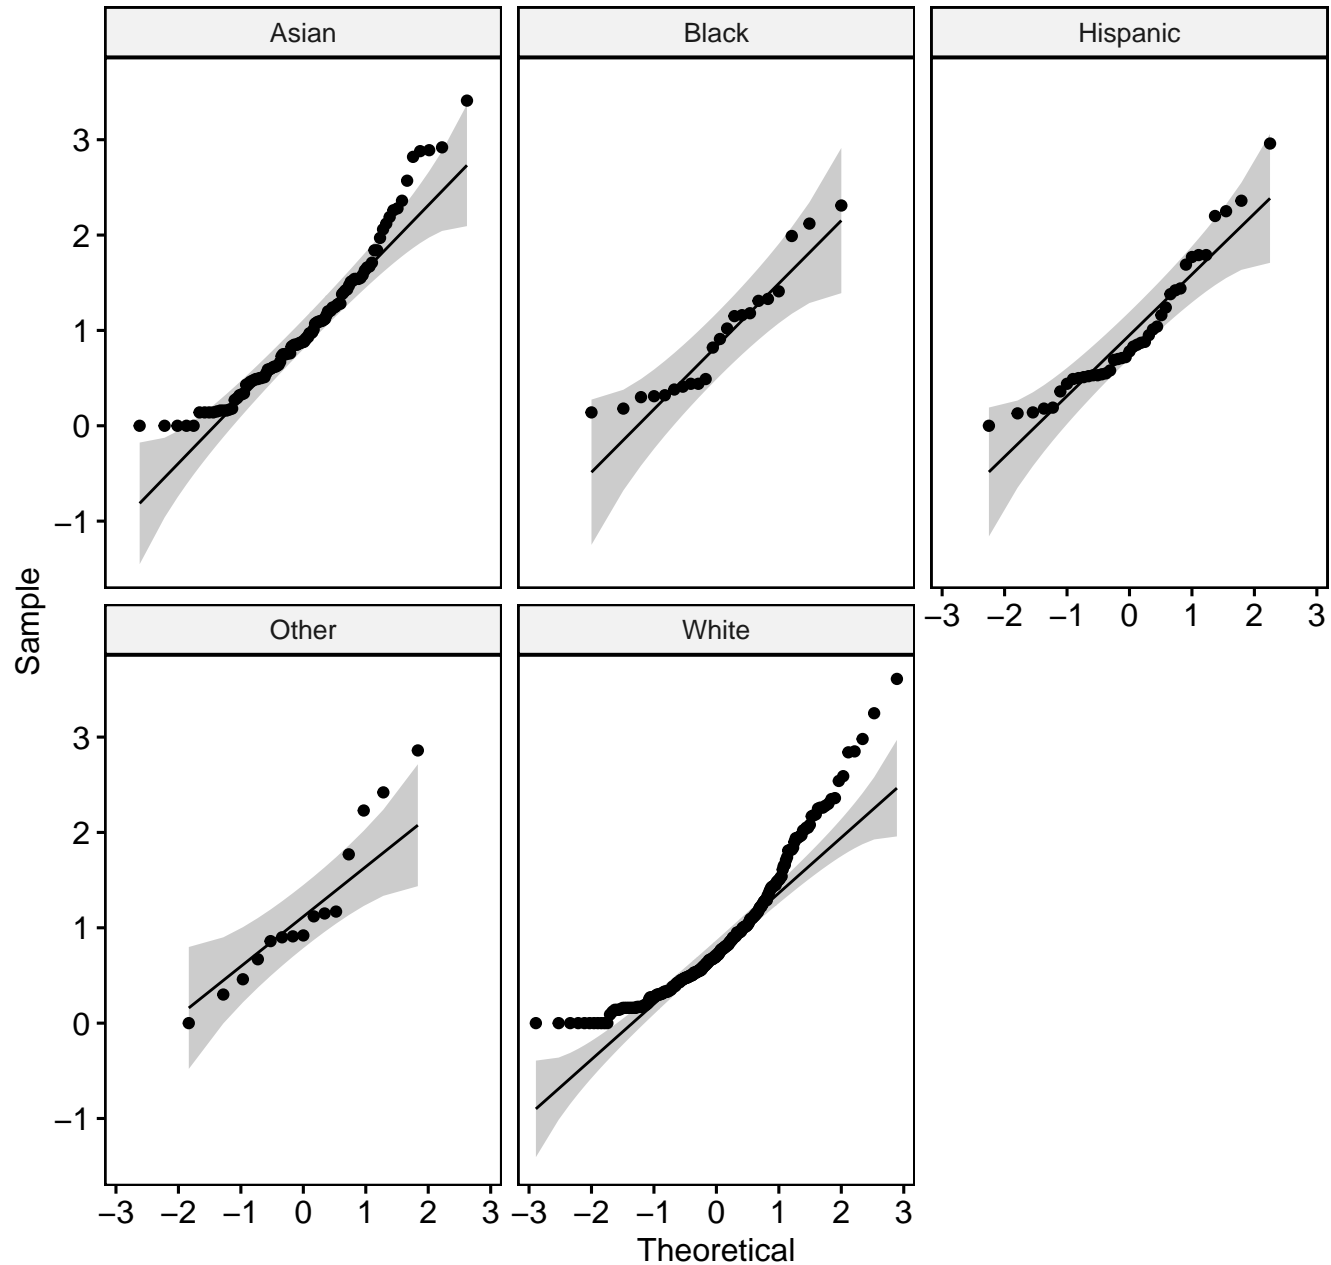 Asian Black Hispanic
3
2
1
0
−1
−3 −2 −1 0 1 2 3
Sample
Other White
3
2
1
0
−1
−3 −2 −1 0 1 2 3 −3 −2 −1 0 1 2 3
Theoretical